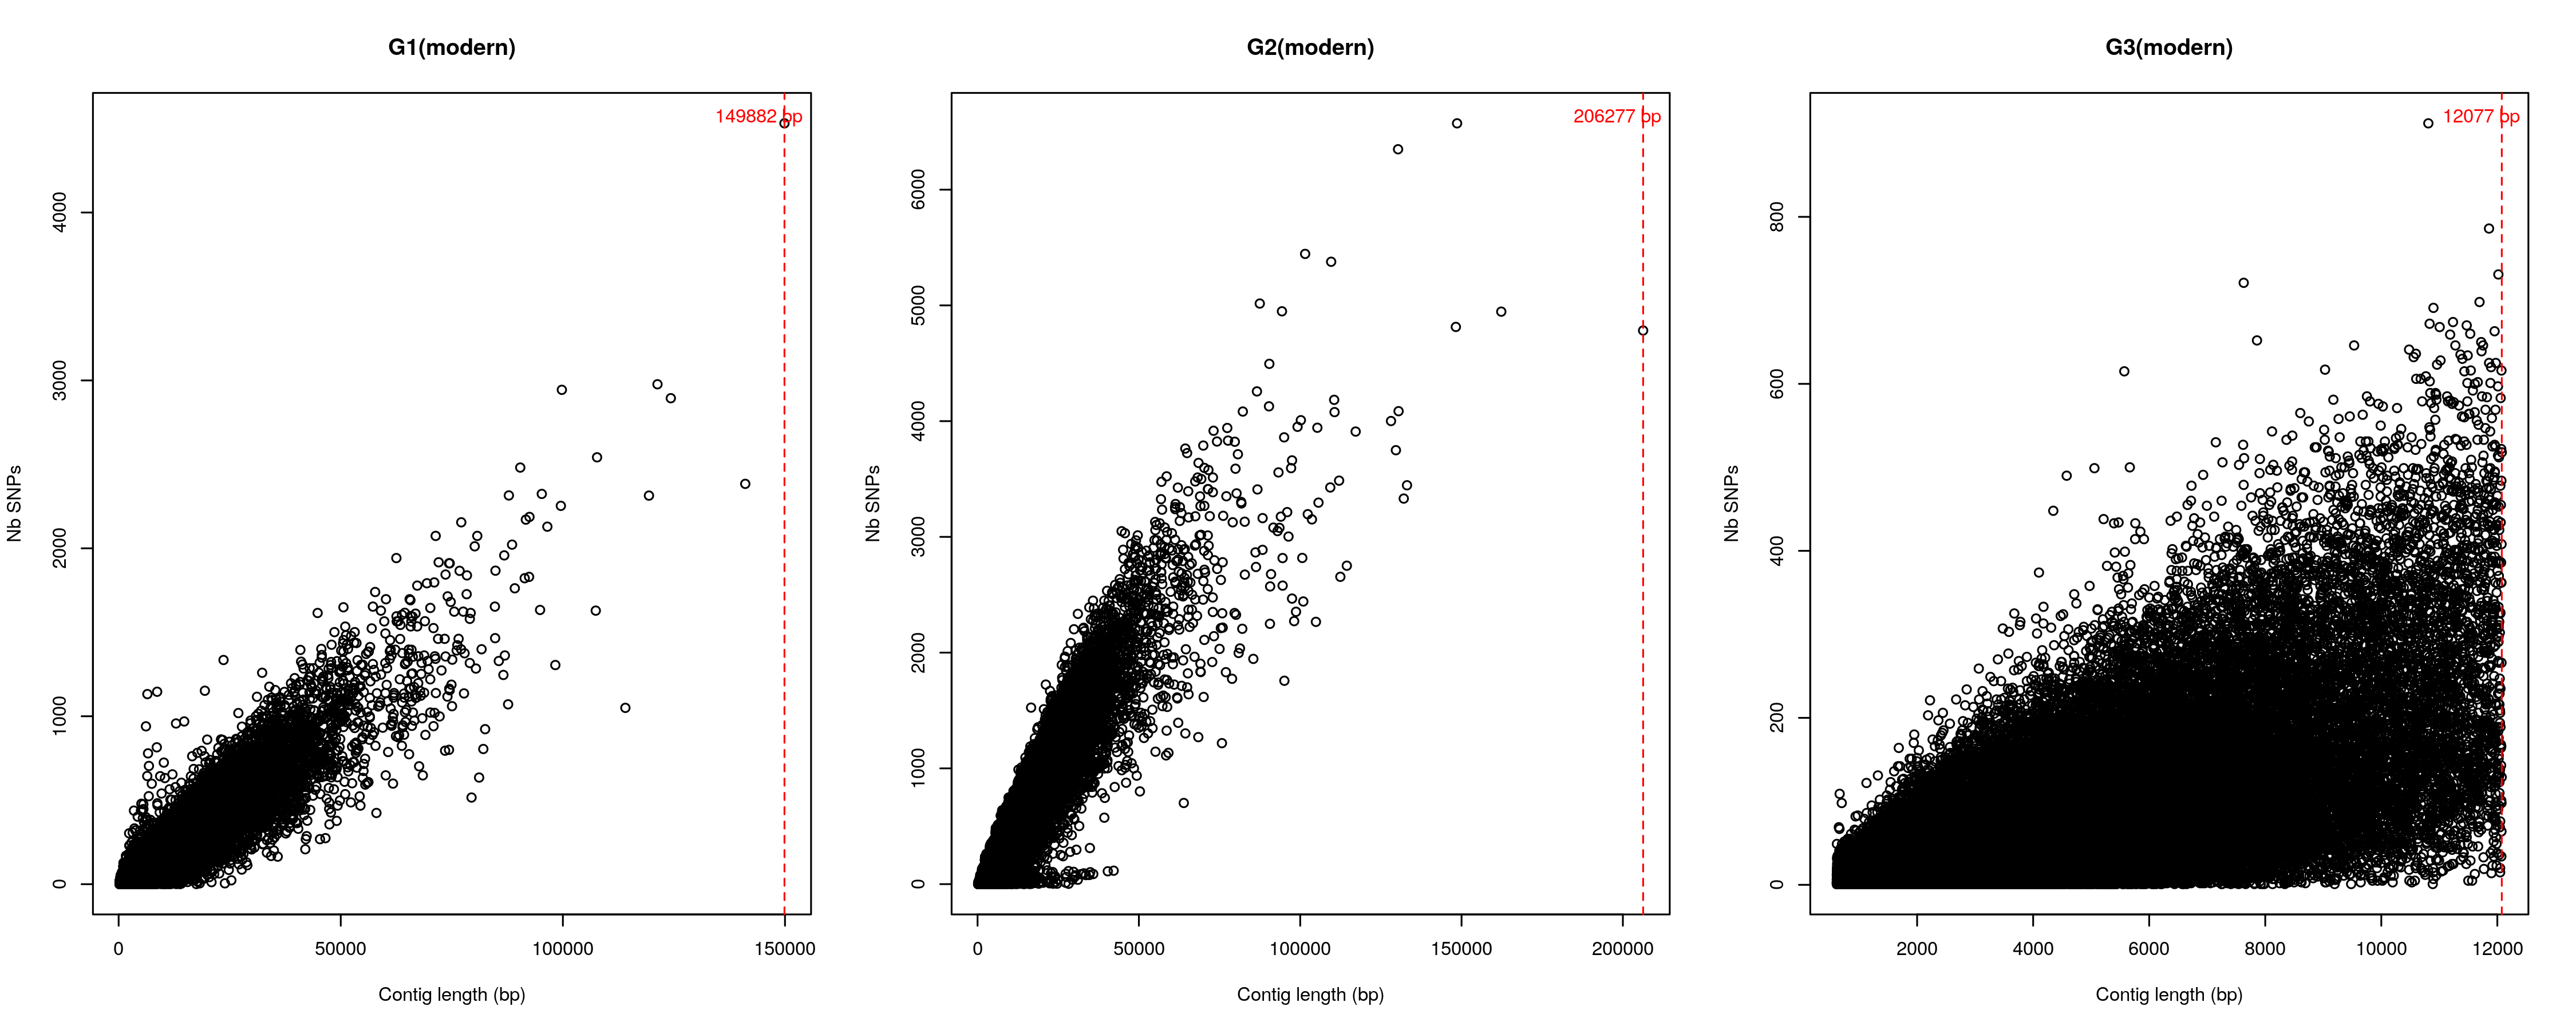 G1(modern)
149882 bp
Nb SNPs
0
1000
2000
3000
4000
0
50000
100000
150000
Contig length (bp)
G2(modern)
206277 bp
Nb SNPs
0
1000
2000
3000
4000
5000
6000
0
50000
100000
150000
200000
Contig length (bp)
G3(modern)
12077 bp
Nb SNPs
0
200
400
600
800
2000
4000
6000
8000
10000
12000
Contig length (bp)